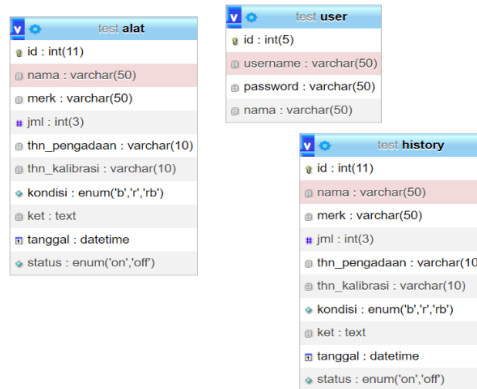 test alat
id : int(11)
nama : varchar(50)
merk : varchar(50)
# jml : int(3)
thn_pengadaan : varchar(10)
thn_kalibrasi : varchar(10)
kondisi : enum('b','r','rb')
ket : text
tanggal : datetime
status : enum('on','off')
test user
id : int(5)
username : varchar(50)
password : varchar(50)
nama : varchar(50)
test history
id : int(11)
nama : varchar(50)
merk : varchar(50)
# jml : int(3)
thn_pengadaan : varchar(10
thn_kalibrasi : varchar(10)
kondisi : enum('b','r','rb')
ket : text
tanggal : datetime
status : enum('on','off')